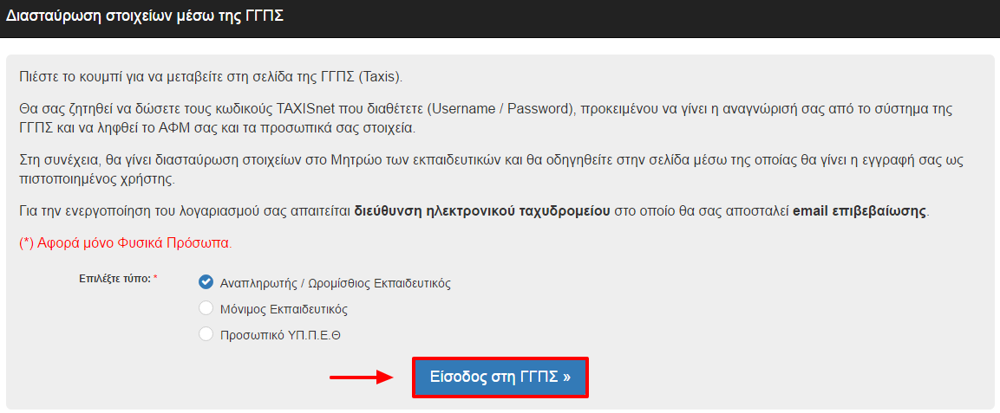 Διασταύρωση στοιχείων μέσω της ΓΓΠΣ
Πιέστε το κουμπί για να μεταβείτε στη σελίδα της ΓΓΠΣ (Taxis).
Θα σας ζητηθεί να δώσετε τους κωδικούς TAXISnet που διαθέτετε (Username / Password), προκειμένου να γίνει η αναγνώρισή σας από το σύστημα της
ΓΓΠΣ και να ληφθεί το ΑΦΜ σας και τα προσωπικά σας στοιχεία.
Στη συνέχεια, θα γίνει διασταύρωση στοιχείων στο Μητρώο των εκπαιδευτικών και θα οδηγηθείτε στην σελίδα μέσω της οποίας θα γίνει η εγγραφή σας ως
πιστοποιημένος χρήστης.
Για την ενεργοποίηση του λογαριασμού σας απαιτείται διεύθυνση ηλεκτρονικού ταχυδρομείου στο οποίο θα σας αποσταλεί email επιβεβαίωσης.
(*) Αφορά μόνο Φυσικά Πρόσωπα.
Επιλέξτε τύπο: *
Αναπληρωτής / Ωρομίσθιος Εκπαιδευτικός
Μόνιμος Εκπαιδευτικός
Προσωπικό ΥΠ.Π.Ε.Θ
Είσοδος στη ΓΓΠΣ »